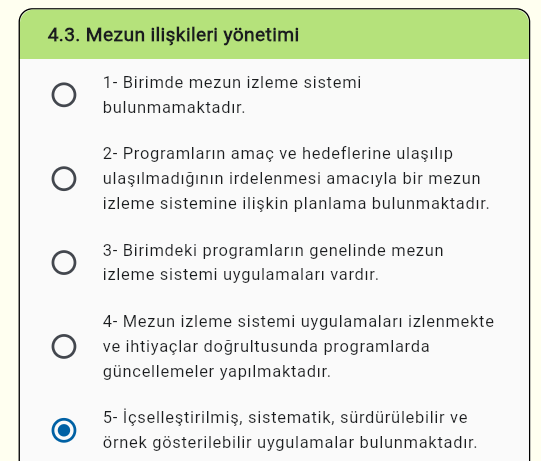 4.3. Mezun ilişkileri yönetimi
1- Birimde mezun izleme sistemi
bulunmamaktadır.
2- Programların amaç ve hedeflerine ulaşılıp
ulaşılmadığının irdelenmesi amacıyla bir mezun
izleme sistemine ilişkin planlama bulunmaktadır.
3- Birimdeki programların genelinde mezun
izleme sistemi uygulamaları vardır.
4- Mezun izleme sistemi uygulamaları izlenmekte
ve ihtiyaçlar doğrultusunda programlarda
güncellemeler yapılmaktadır.
5- İçselleştirilmiş, sistematik, sürdürülebilir ve
örnek gösterilebilir uygulamalar bulunmaktadır.